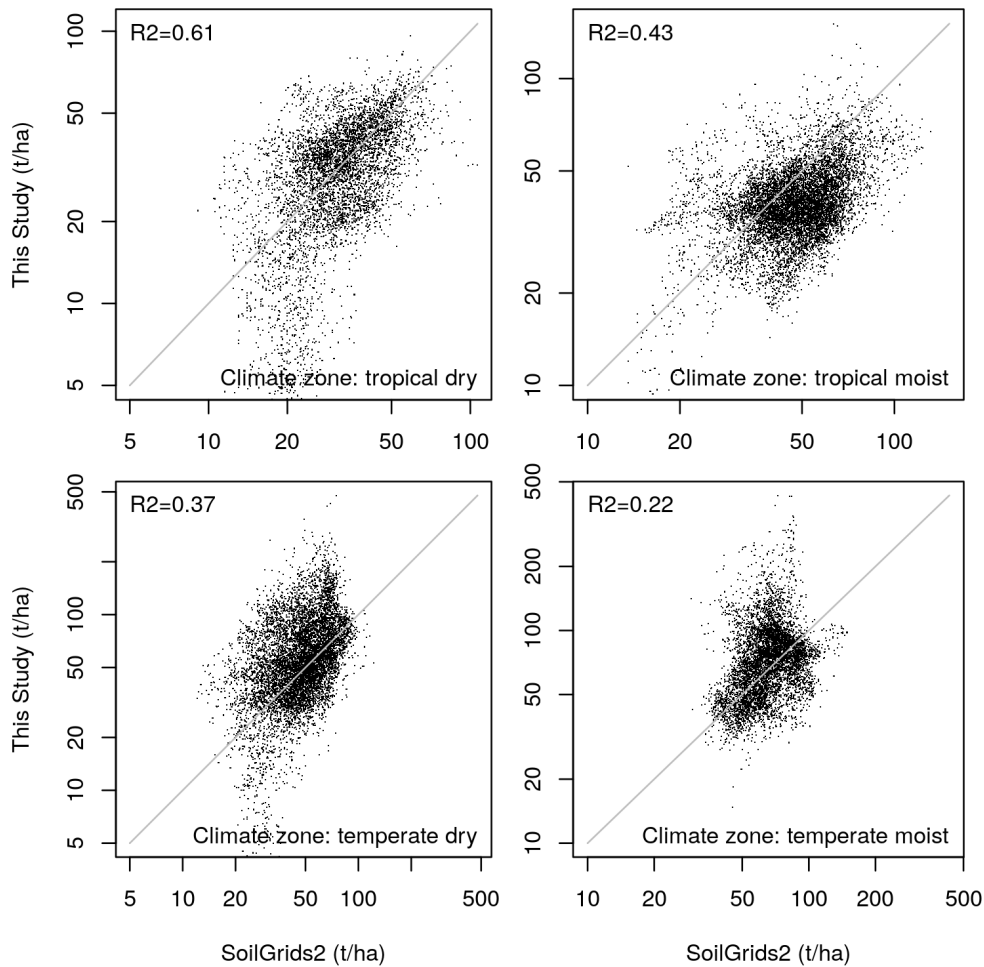 R2=0.61
Climate zone: tropical dry
This Study (t/ha)
100
50
20
10
5
5 10 20 50 100
R2=0.43
Climate zone: tropical moist
100
50
20
10
10 20 50 100
R2=0.37
Climate zone: temperate dry
This Study (t/ha)
500
100
50
20
10
5
5 10 20 50 100 500
SoilGrids2 (t/ha)
R2=0.22
Climate zone: temperate moist
500
200
100
50
20
10
10 20 50 100 200 500
SoilGrids2 (t/ha)